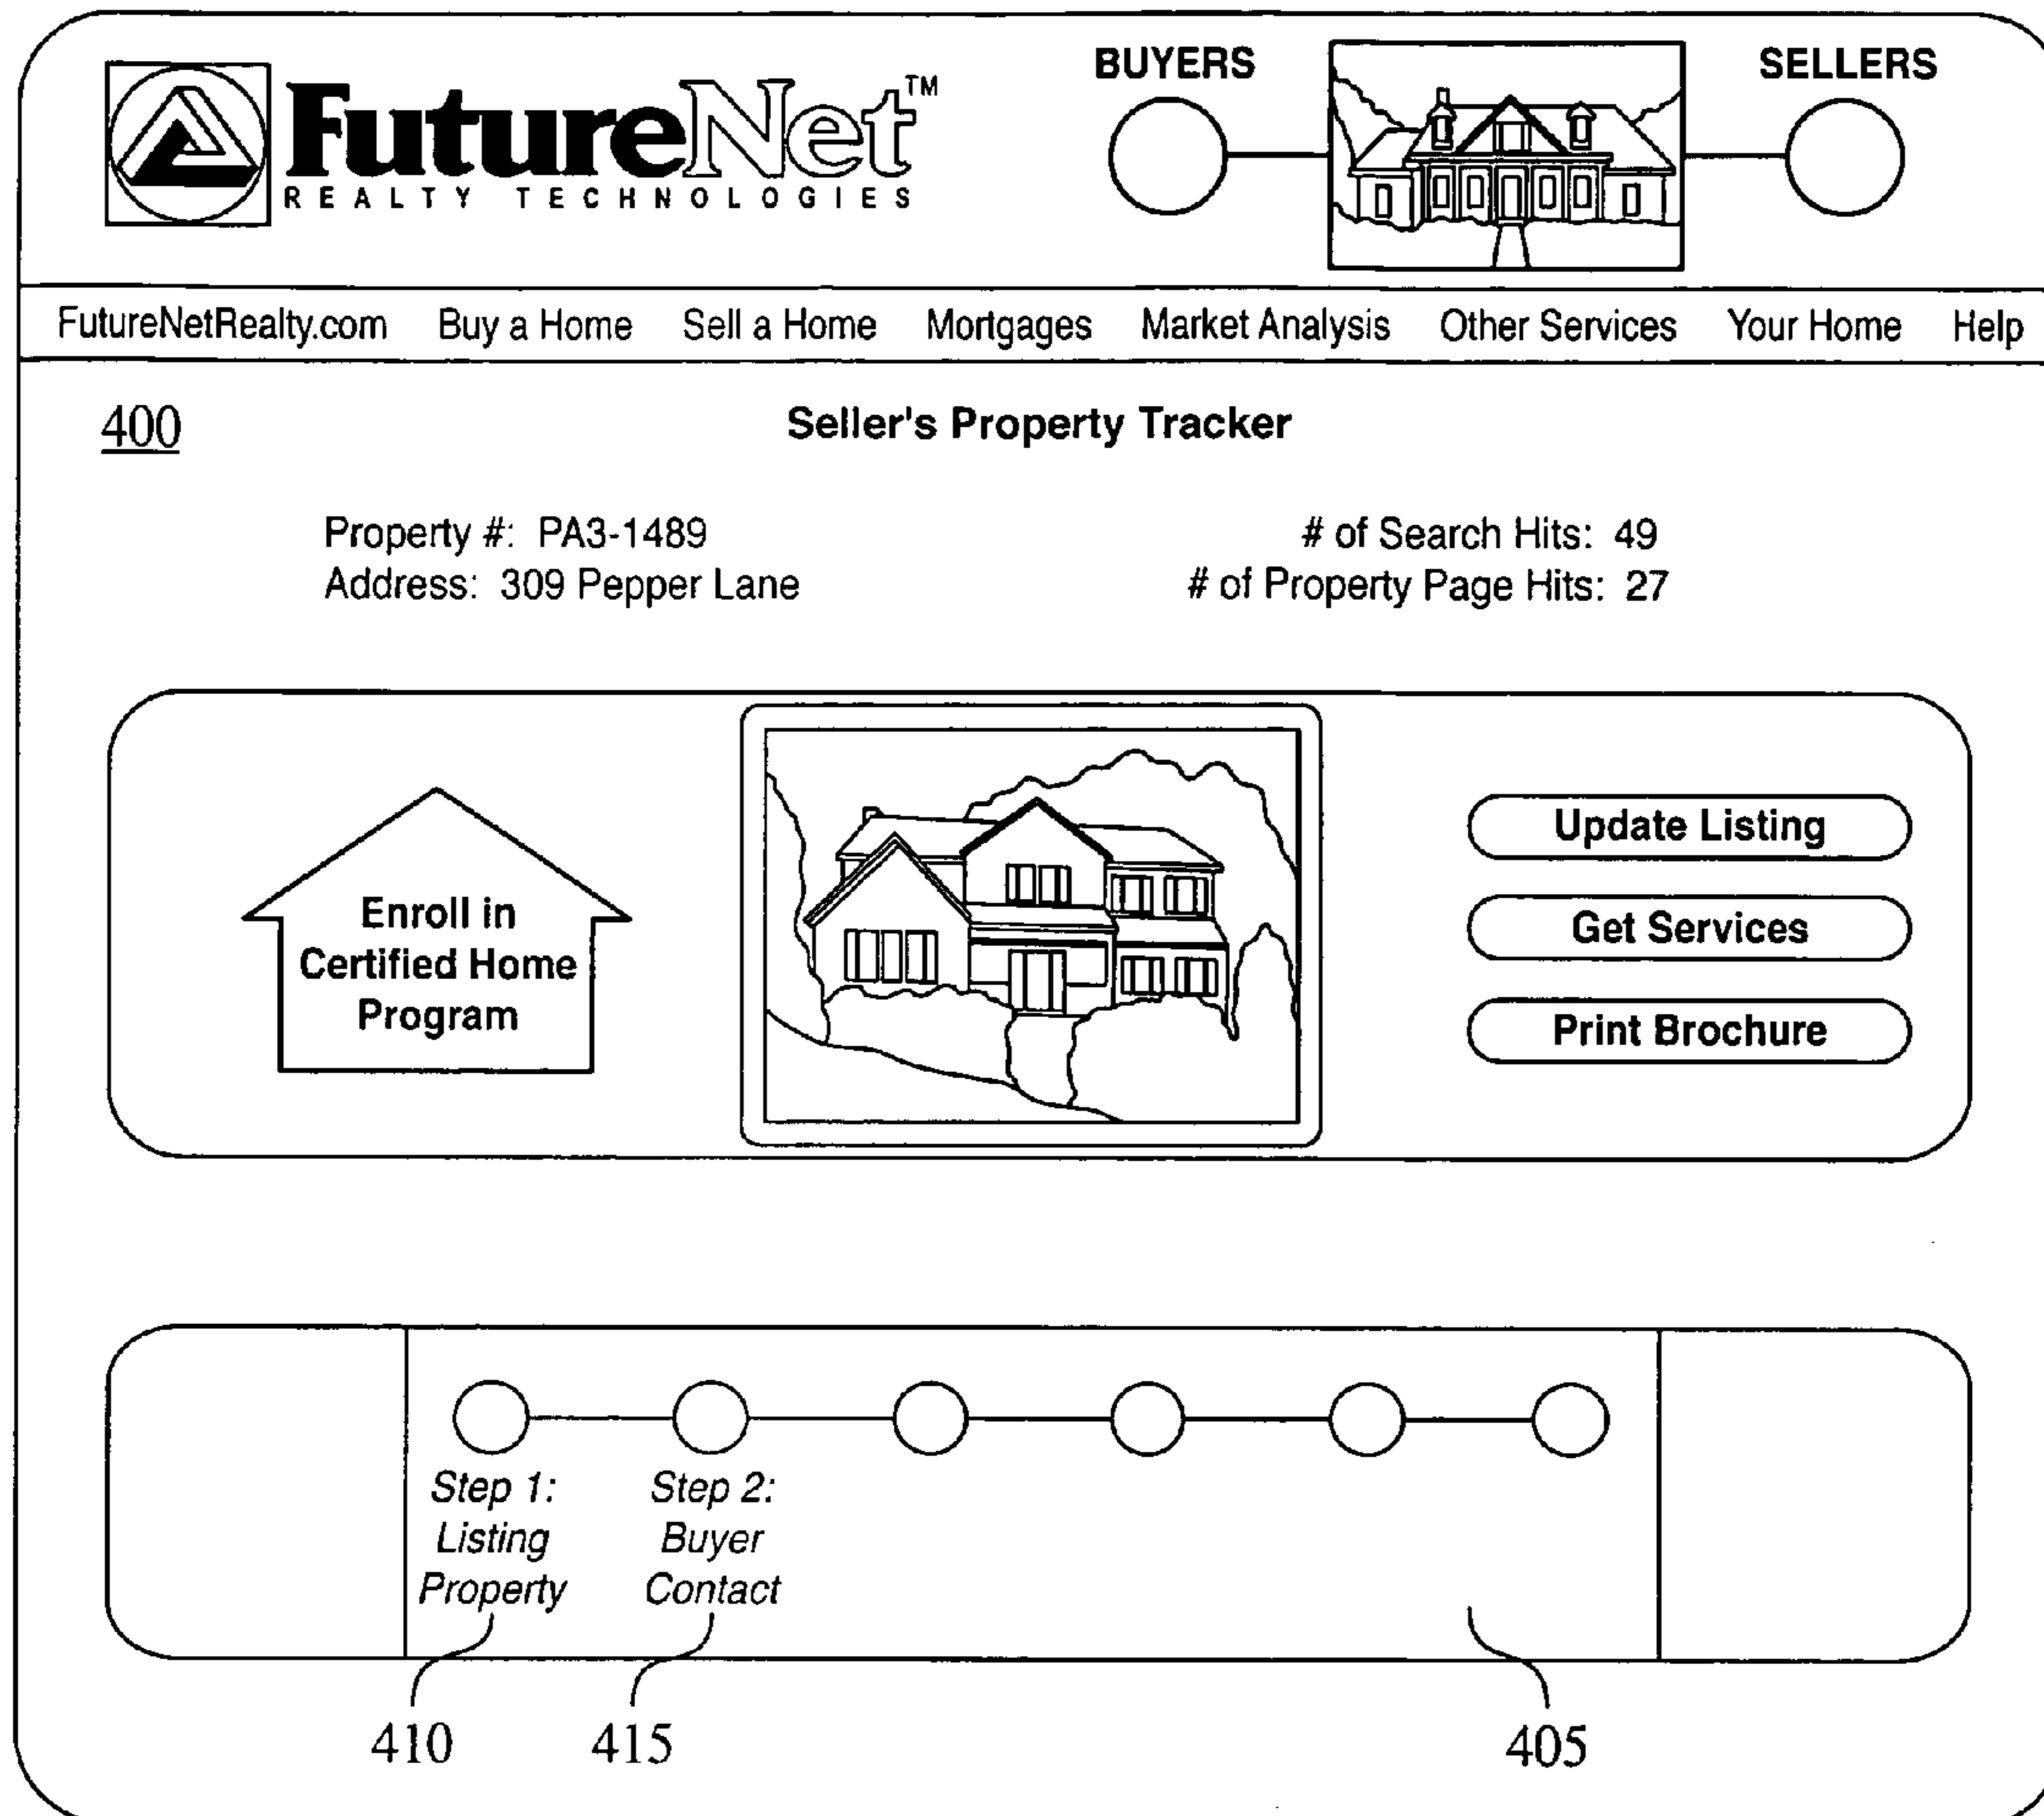 BUYERS
SELLERS
FutureNet™
REALTY TECHNOLOGIES
FutureNetRealty.com Buy a Home Sell a Home Mortgages Market Analysis Other Services Your Home Help
400
Seller's Property Tracker
Property #: PA3-1489
Address: 309 Pepper Lane
# of Search Hits: 49
# of Property Page Hits: 27
Enroll in
Certified Home
Program
Update Listing
Get Services
Print Brochure
Step 1:
Listing
Property
Step 2:
Buyer
Contact
410
415
405